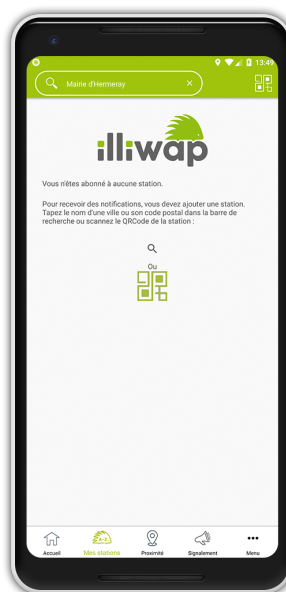 13:49
Mairie d'Hermeray
illiwap
Vous n'êtes abonné à aucune station.
Pour recevoir des notifications, vous devez ajouter une station.
Tapez le nom d'une ville ou son code postal dans la barre de
recherche ou scannez le QRCode de la station :
Ou
Accueil Mes stations Proximité Signalement Menu